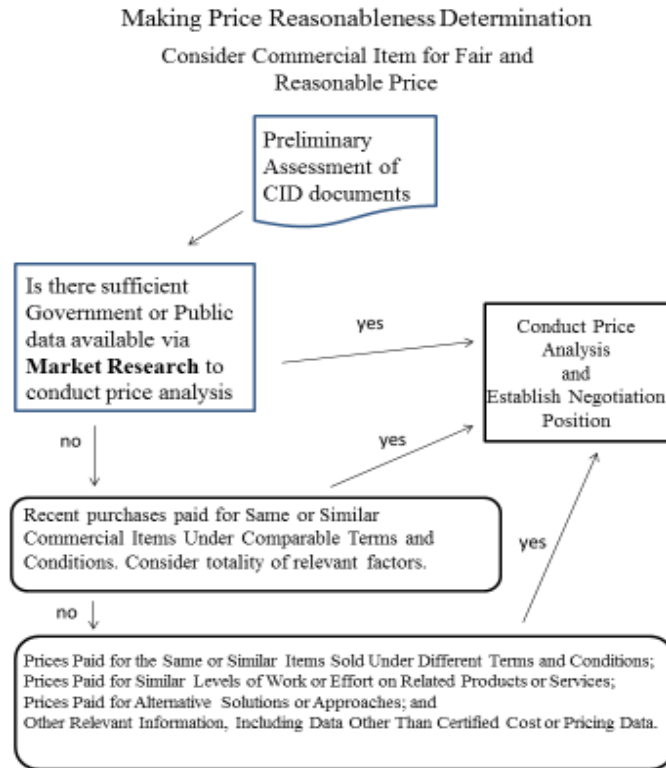 Making Price Reasonableness Determination
Consider Commercial Item for Fair and
Reasonable Price
Preliminary
Assessment of
CID documents
Is there sufficient
Government or Public
data available via
Market Research to
conduct price analysis
yes
Conduct Price
Analysis
and
Establish Negotiation
Position
no
yes
Recent purchases paid for Same or Similar
Commercial Items Under Comparable Terms and
Conditions. Consider totality of relevant factors.
yes
no
Prices Paid for the Same or Similar Items Sold Under Different Terms and Conditions;
Prices Paid for Similar Levels of Work or Effort on Related Products or Services;
Prices Paid for Alternative Solutions or Approaches; and
Other Relevant Information, Including Data Other Than Certified Cost or Pricing Data.